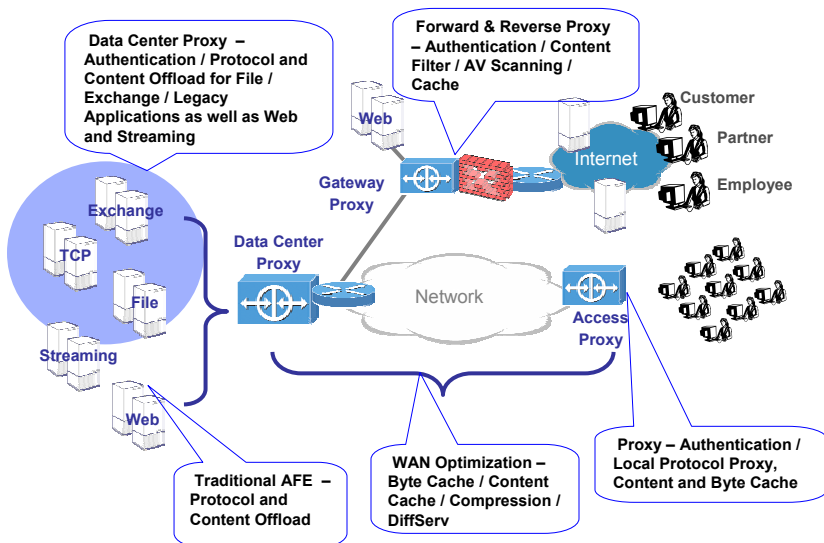 Data Center Proxy –
Authentication / Protocol and
Content Offload for File /
Exchange / Legacy
Applications as well as Web
and Streaming
Forward & Reverse Proxy
– Authentication / Content
Filter / AV Scanning /
Cache
Web
Customer
Partner
Internet
Employee
Gateway
Proxy
Exchange
TCP
File
Streaming
Web
Data Center
Proxy
Network
Access
Proxy
Traditional AFE –
Protocol and
Content Offload
WAN Optimization –
Byte Cache / Content
Cache / Compression /
DiffServ
Proxy – Authentication /
Local Protocol Proxy,
Content and Byte Cache